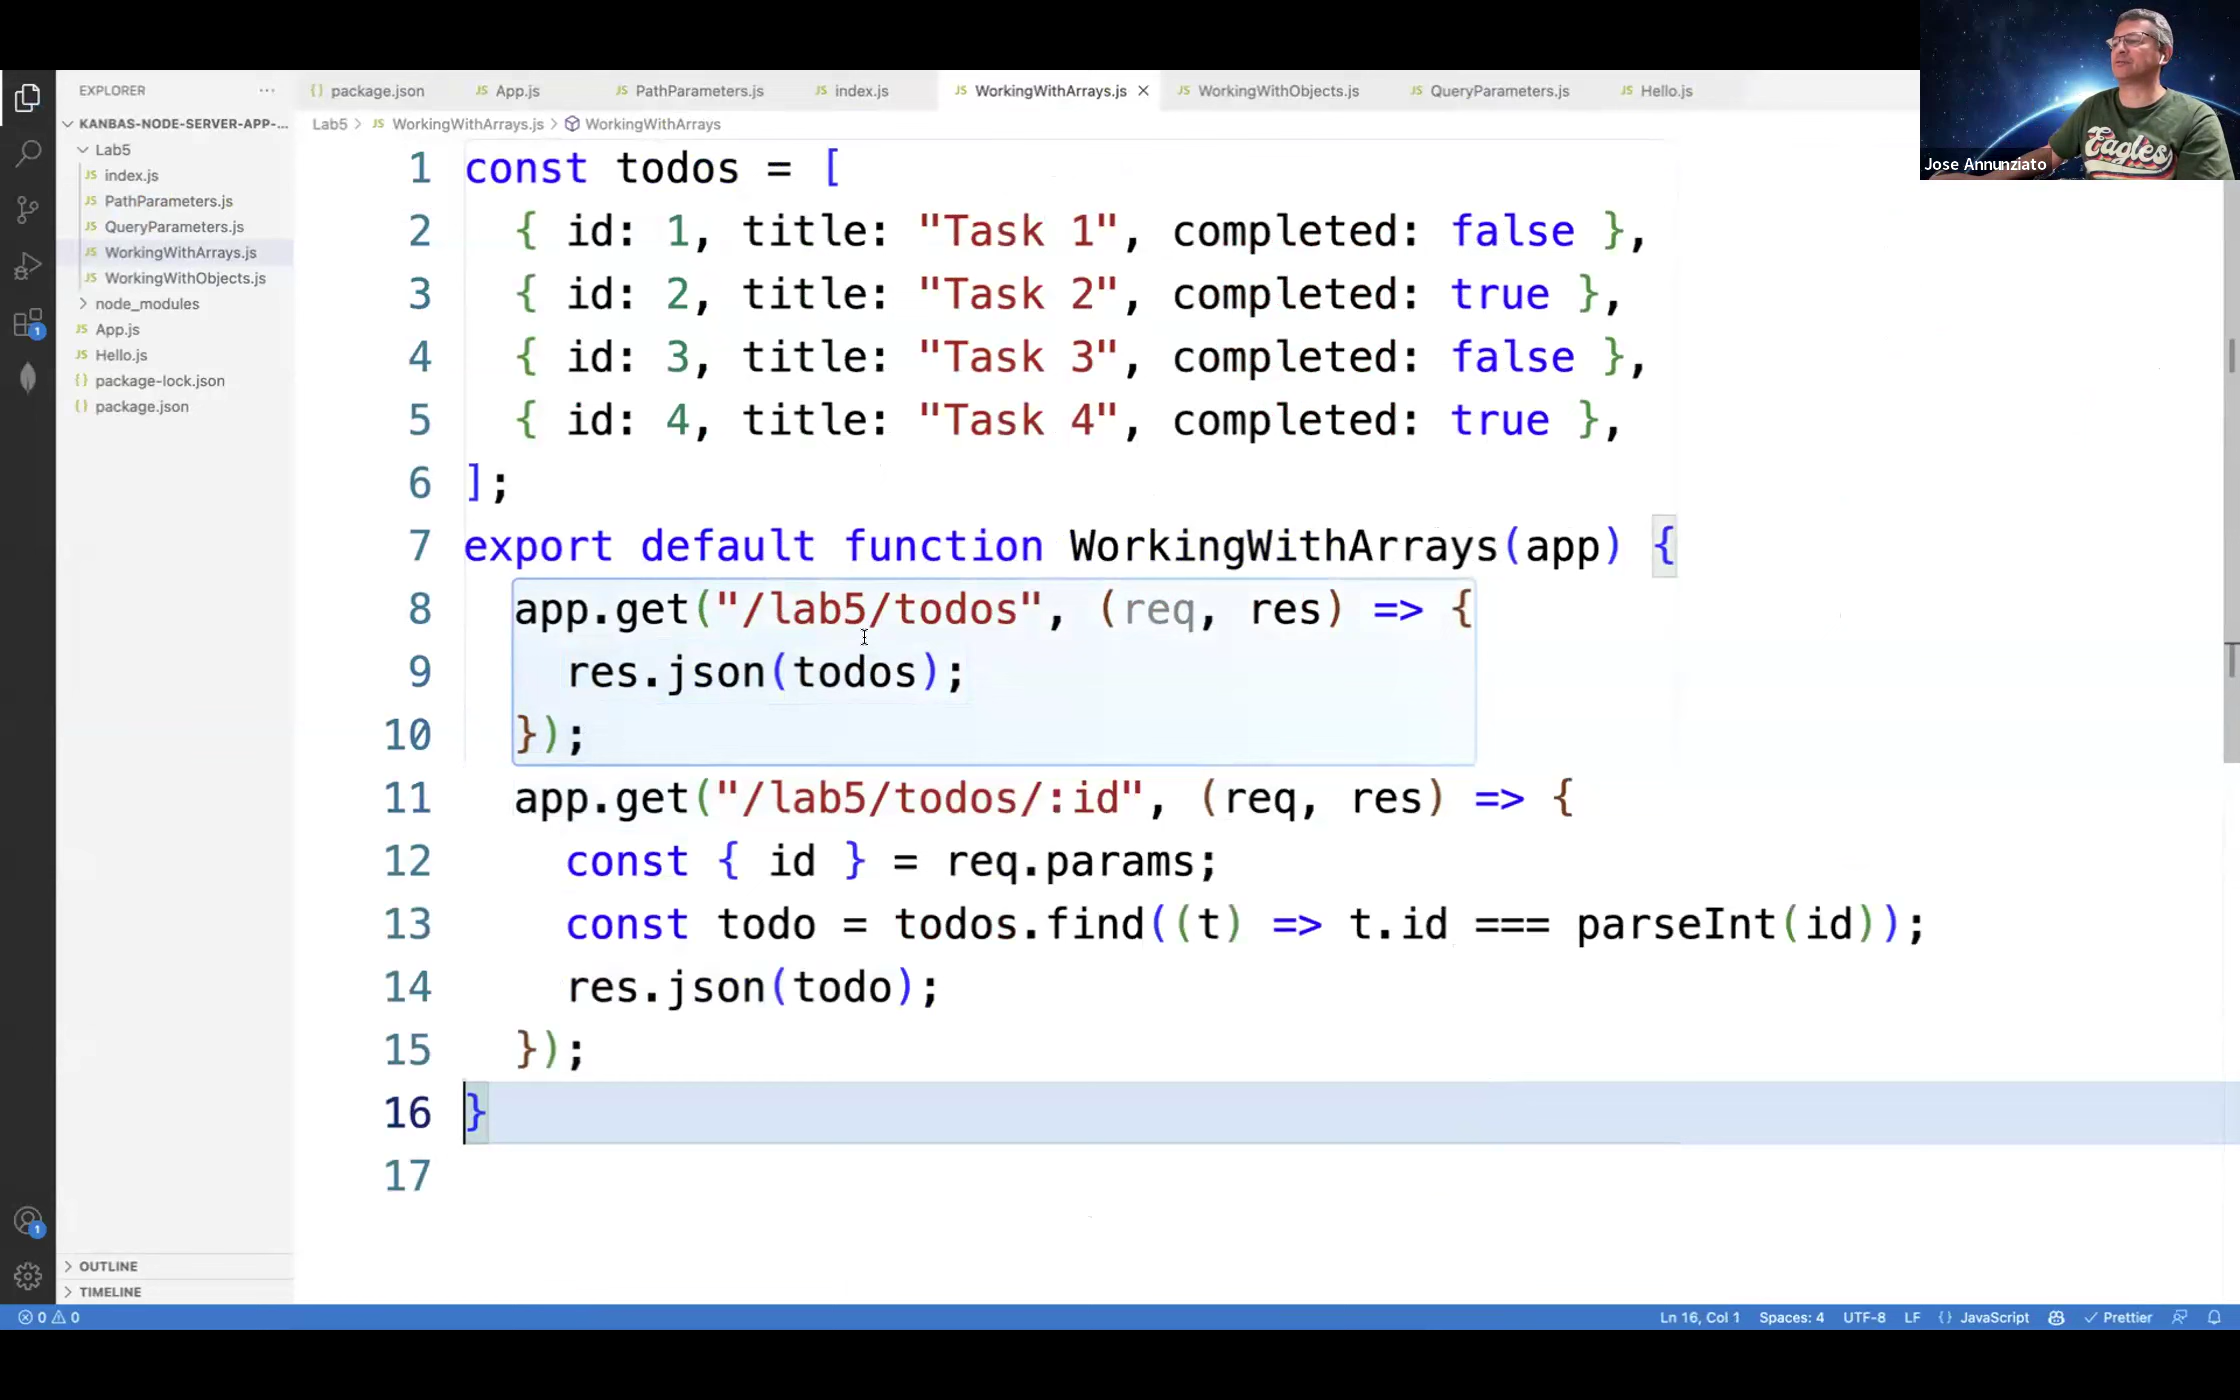 Eagles
Jose Annunziato
EXPLORER
···
package.json
App.js
PathParameters.js
index.js
WorkingWithArrays.js
WorkingWithObjects.js
QueryParameters.js
Hello.js
KANBAS-NODE-SERVER-APP-...
Lab5
index.js
PathParameters.js
QueryParameters.js
WorkingWithArrays.js
WorkingWithObjects.js
node_modules
App.js
Hello.js
package-lock.json
package.json
OUTLINE
TIMELINE
Lab5 > JS WorkingWithArrays.js > WorkingWithArrays
1 const todos = [
2 { id: 1, title: "Task 1", completed: false },
3 { id: 2, title: "Task 2", completed: true },
4 { id: 3, title: "Task 3", completed: false },
5 { id: 4, title: "Task 4", completed: true },
6 ];
7 export default function WorkingWithArrays(app) {
8 app.get("/lab5/todos", (req, res) => {
9 res.json(todos);
10 });
11 app.get("/lab5/todos/:id", (req, res) => {
12 const { id } = req.params;
13 const todo = todos.find((t) => t.id === parseInt(id));
14 res.json(todo);
15 });
16 }
17
0 0
Ln 16, Col 1 Spaces: 4 UTF-8 LF {} JavaScript Prettier